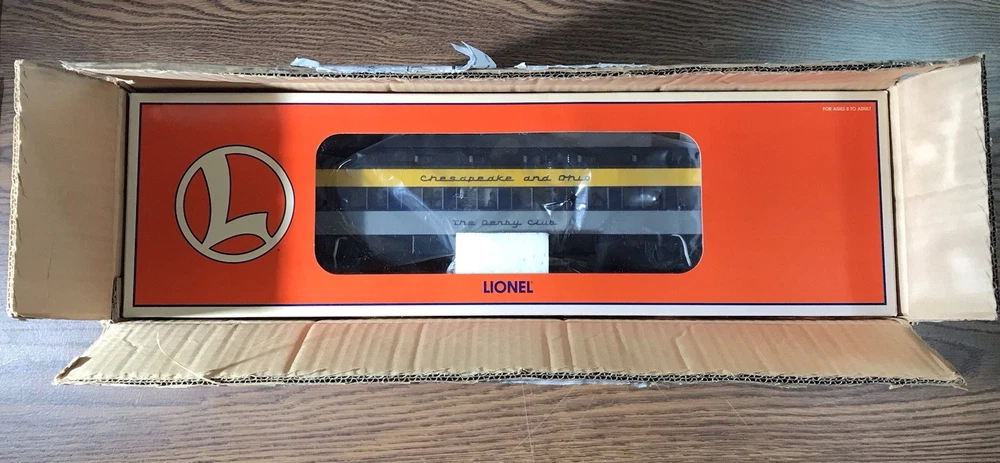 FOR AGES 8 TO ADULT
L
Chesapeake and Ohio
The Derby Club
LIONEL